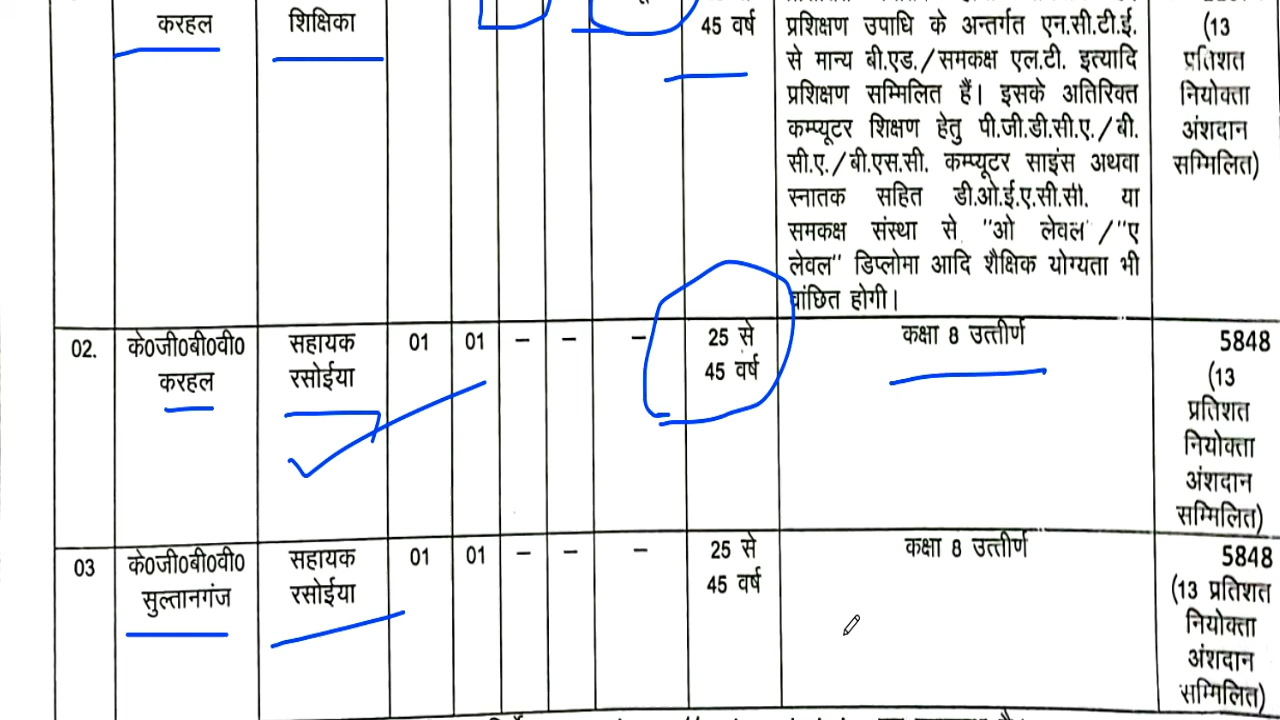 करहल
शिक्षिका
45 वर्ष
प्रशिक्षण उपाधि के अन्तर्गत एन.सी.टी.ई.
से मान्य बी.एड./समकक्ष एल.टी. इत्यादि
प्रशिक्षण सम्मिलित हैं। इसके अतिरिक्त
कम्प्यूटर शिक्षण हेतु पी.जी.डी.सी.ए./बी.
सी.ए./बी.एस.सी. कम्प्यूटर साइंस अथवा
स्नातक सहित डी.ओ.ई.ए.सी.सी. या
समकक्ष संस्था से "ओ लेवल /"ए
लेवल" डिप्लोमा आदि शैक्षिक योग्यता भी
वांछित होगी।
(13
प्रतिशत
नियोक्ता
अंशदान
सम्मिलित)
02.
के0जी0बी0वी0
करहल
सहायक
रसोईया
01
01
–
–
–
25 से
45 वर्ष
कक्षा 8 उत्तीर्ण
5848
(13
प्रतिशत
नियोक्ता
अंशदान
सम्मिलित)
03
के0जी0बी0वी0
सुल्तानगंज
सहायक
रसोईया
01
01
–
–
–
25 से
45 वर्ष
कक्षा 8 उत्तीर्ण
5848
(13 प्रतिशत
नियोक्ता
अंशदान
सम्मिलित)